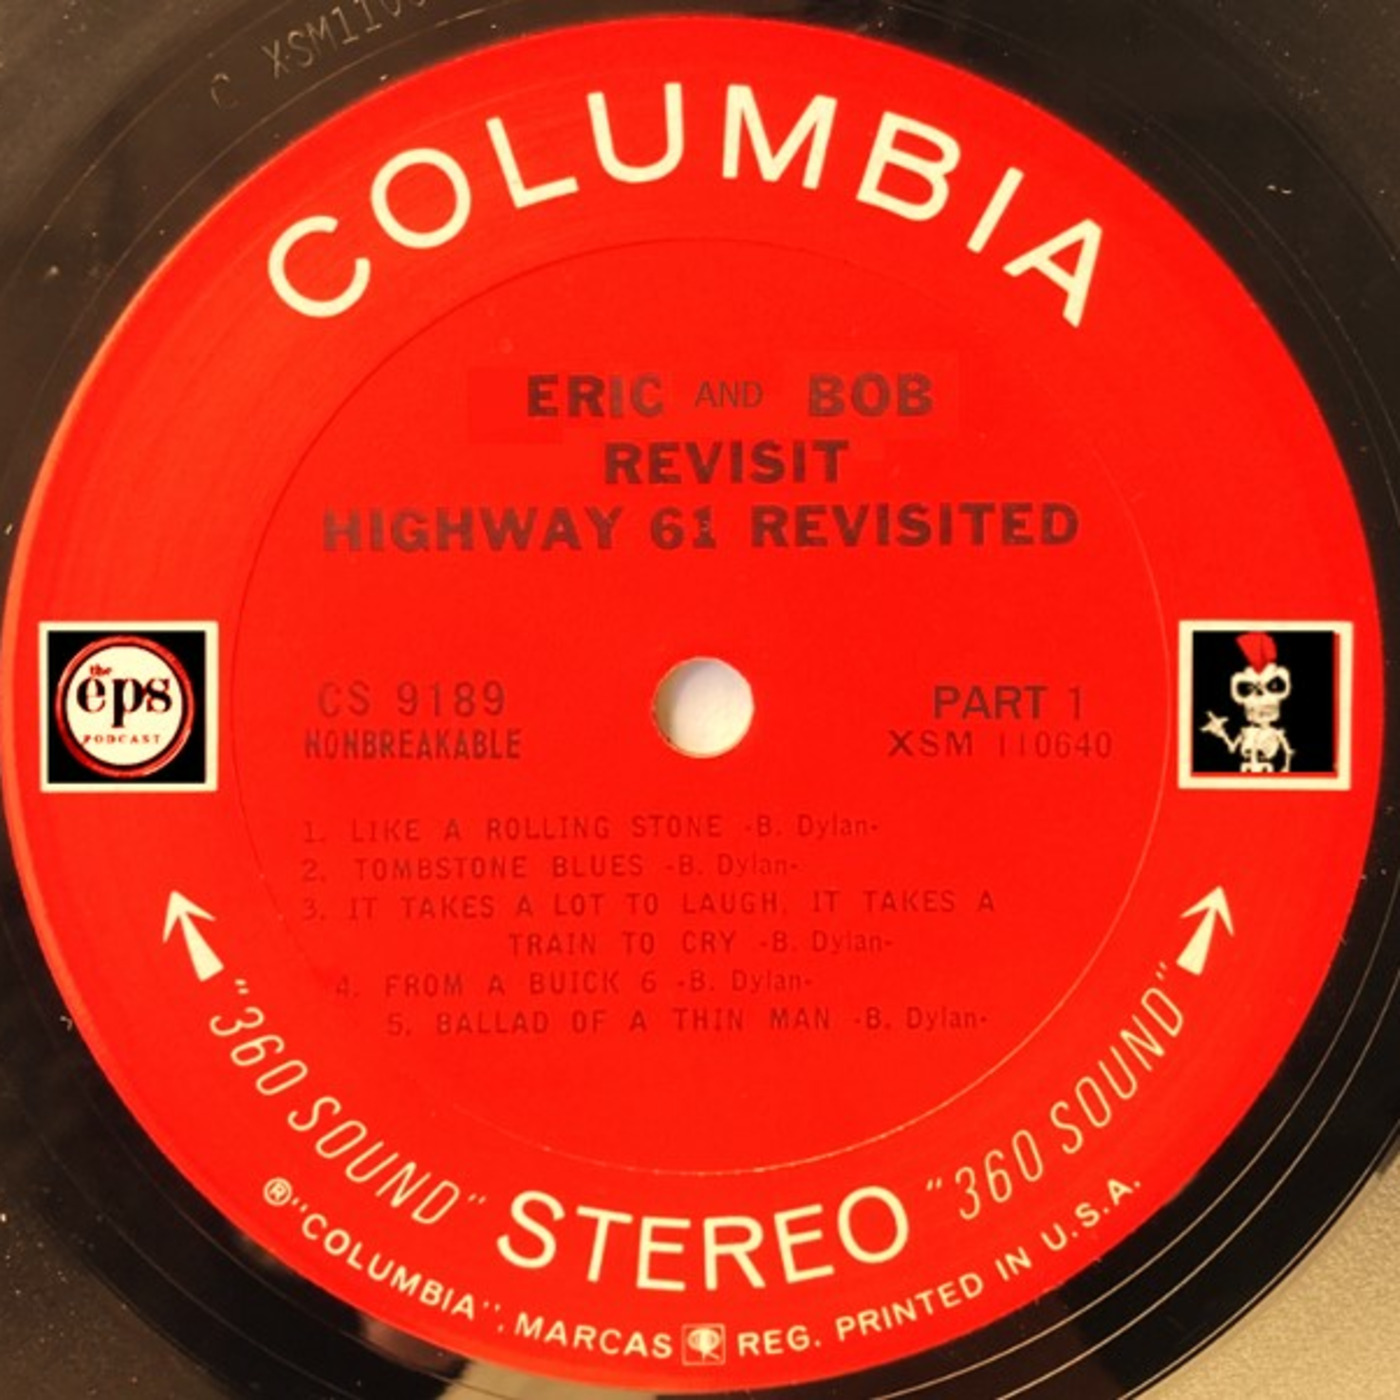 C XSM110
COLUMBIA
ERIC AND BOB
REVISIT
HIGHWAY 61 REVISITED
the
eps
PODCAST
CS 9189
NONBREAKABLE
PART 1
XSM 110640
1. LIKE A ROLLING STONE -B. Dylan-
2. TOMBSTONE BLUES -B. Dylan-
3. IT TAKES A LOT TO LAUGH, IT TAKES A
TRAIN TO CRY -B. Dylan-
4. FROM A BUICK 6 -B. Dylan-
5. BALLAD OF A THIN MAN -B. Dylan-
"360 SOUND" STEREO "360 SOUND"
®"COLUMBIA", MARCAS REG. PRINTED IN U.S.A.